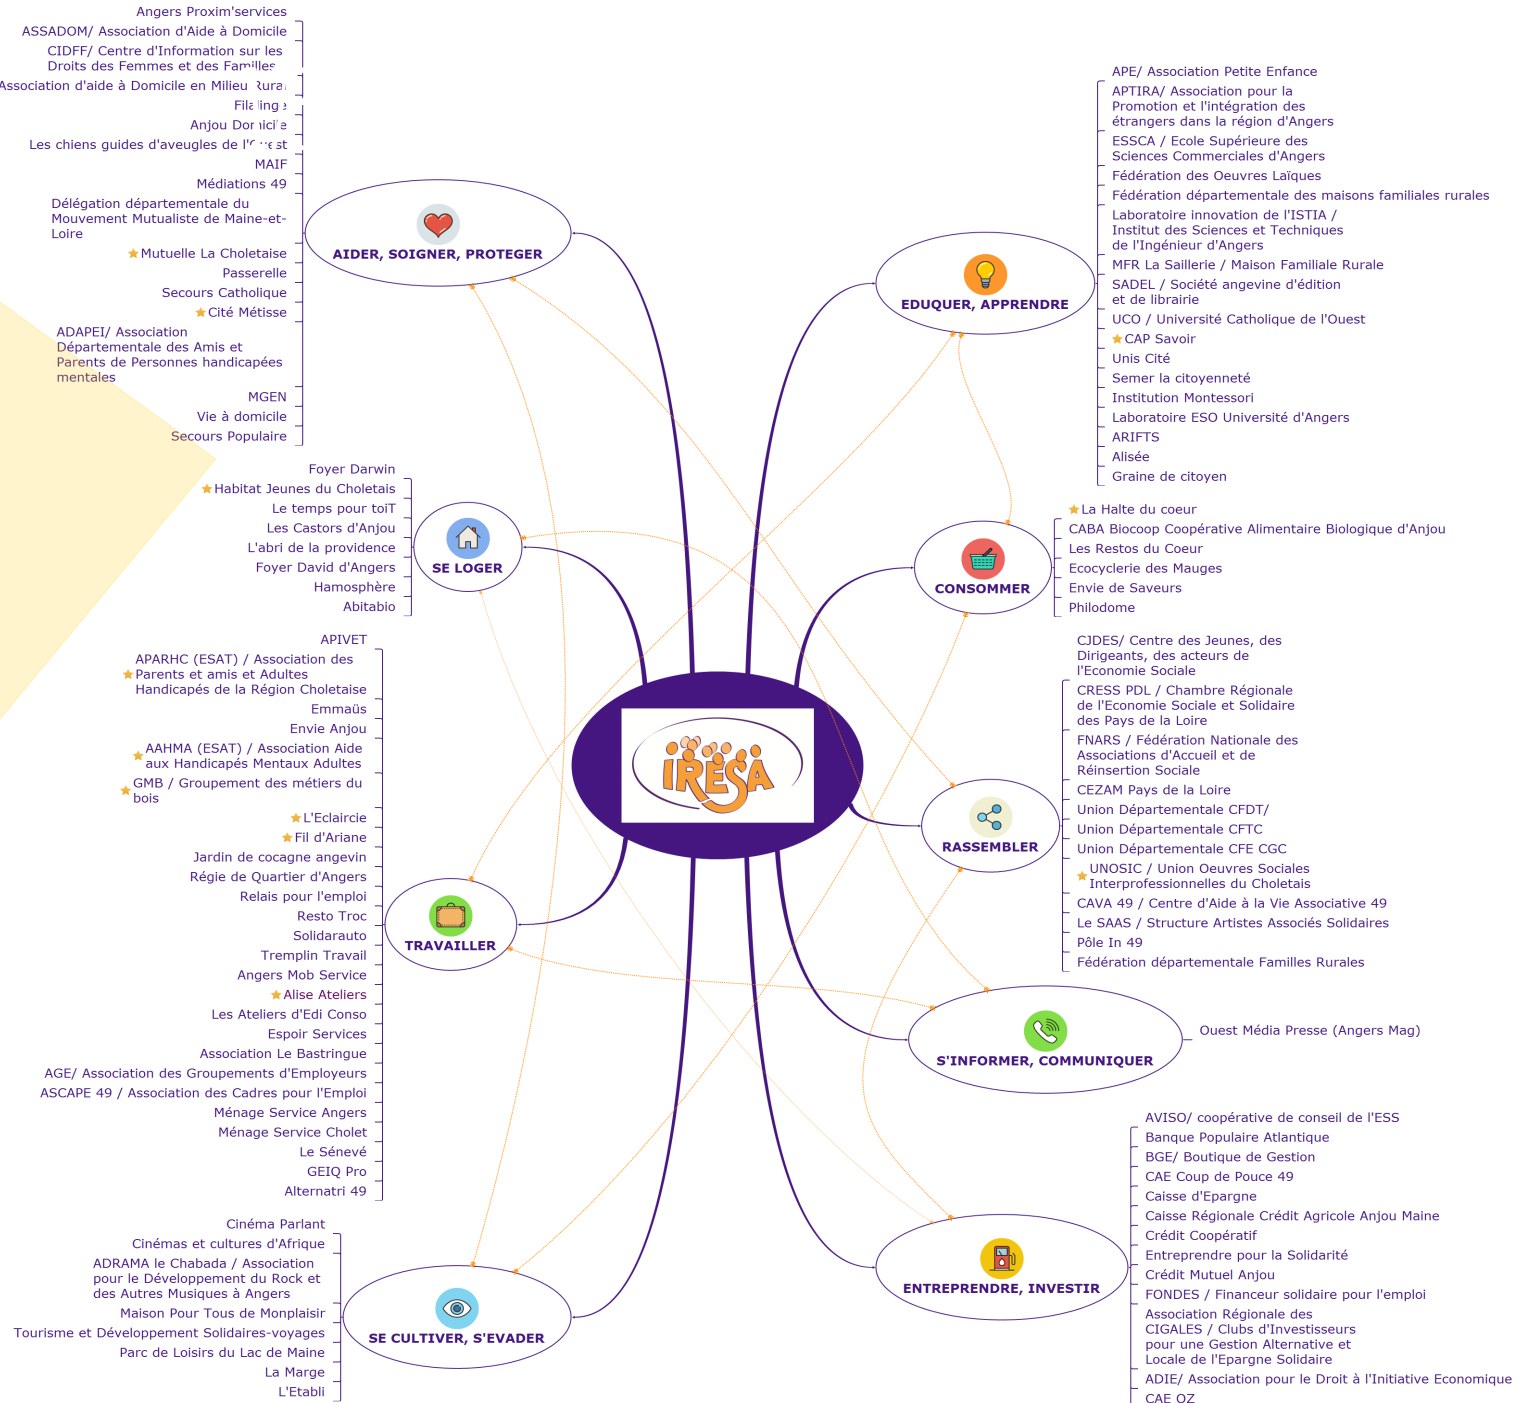 Angers Proxim'services
ASSADOM/ Association d'Aide à Domicile
CIDFF/ Centre d'Information sur les
Droits des Femmes et des Familles
Association d'aide à Domicile en Milieu Rural
Filalinge
Anjou Domicile
Les chiens guides d'aveugles de l'Ouest
MAIF
Médiations 49
Délégation départementale du
Mouvement Mutualiste de Maine-et-
Loire
Mutuelle La Choletaise
Passerelle
Secours Catholique
Cité Métisse
ADAPEI/ Association
Départementale des Amis et
Parents de Personnes handicapées
mentales
MGEN
Vie à domicile
Secours Populaire
AIDER, SOIGNER, PROTEGER
Foyer Darwin
Habitat Jeunes du Choletais
Le temps pour toiT
Les Castors d'Anjou
L'abri de la providence
Foyer David d'Angers
Hamosphère
Abitabio
SE LOGER
APIVET
APARHC (ESAT) / Association des
Parents et amis et Adultes
Handicapés de la Région Choletaise
Emmaüs
Envie Anjou
AAHMA (ESAT) / Association Aide
aux Handicapés Mentaux Adultes
GMB / Groupement des métiers du
bois
L'Eclaircie
Fil d'Ariane
Jardin de cocagne angevin
Régie de Quartier d'Angers
Relais pour l'emploi
Resto Troc
Solidarauto
Tremplin Travail
Angers Mob Service
Alise Ateliers
Les Ateliers d'Edi Conso
Espoir Services
Association Le Bastringue
AGE/ Association des Groupements d'Employeurs
ASCAPE 49 / Association des Cadres pour l'Emploi
Ménage Service Angers
Ménage Service Cholet
Le Sénevé
GEIQ Pro
Alternatri 49
TRAVAILLER
Cinéma Parlant
Cinémas et cultures d'Afrique
ADRAMA le Chabada / Association
pour le Développement du Rock et
des Autres Musiques à Angers
Maison Pour Tous de Monplaisir
Tourisme et Développement Solidaires-voyages
Parc de Loisirs du Lac de Maine
La Marge
L'Etabli
SE CULTIVER, S'EVADER
IRESA
APE/ Association Petite Enfance
APTIRA/ Association pour la
Promotion et l'intégration des
étrangers dans la région d'Angers
ESSCA / Ecole Supérieure des
Sciences Commerciales d'Angers
Fédération des Oeuvres Laïques
Fédération départementale des maisons familiales rurales
Laboratoire innovation de l'ISTIA /
Institut des Sciences et Techniques
de l'Ingénieur d'Angers
MFR La Saillerie / Maison Familiale Rurale
SADEL / Société angevine d'édition
et de librairie
UCO / Université Catholique de l'Ouest
CAP Savoir
Unis Cité
Semer la citoyenneté
Institution Montessori
Laboratoire ESO Université d'Angers
ARIFTS
Alisée
Graine de citoyen
EDUQUER, APPRENDRE
La Halte du coeur
CABA Biocoop Coopérative Alimentaire Biologique d'Anjou
Les Restos du Coeur
Ecocyclerie des Mauges
Envie de Saveurs
Philodome
CONSOMMER
CJDES/ Centre des Jeunes, des
Dirigeants, des acteurs de
l'Economie Sociale
CRESS PDL / Chambre Régionale
de l'Economie Sociale et Solidaire
des Pays de la Loire
FNARS / Fédération Nationale des
Associations d'Accueil et de
Réinsertion Sociale
CEZAM Pays de la Loire
Union Départementale CFDT/
Union Départementale CFTC
Union Départementale CFE CGC
UNOSIC / Union Oeuvres Sociales
Interprofessionnelles du Choletais
CAVA 49 / Centre d'Aide à la Vie Associative 49
Le SAAS / Structure Artistes Associés Solidaires
Pôle In 49
Fédération départementale Familles Rurales
RASSEMBLER
Ouest Média Presse (Angers Mag)
S'INFORMER, COMMUNIQUER
AVISO/ coopérative de conseil de l'ESS
Banque Populaire Atlantique
BGE/ Boutique de Gestion
CAE Coup de Pouce 49
Caisse d'Epargne
Caisse Régionale Crédit Agricole Anjou Maine
Crédit Coopératif
Entreprendre pour la Solidarité
Crédit Mutuel Anjou
FONDES / Financeur solidaire pour l'emploi
Association Régionale des
CIGALES / Clubs d'Investisseurs
pour une Gestion Alternative et
Locale de l'Epargne Solidaire
ADIE/ Association pour le Droit à l'Initiative Economique
CAE OZ
ENTREPRENDRE, INVESTIR